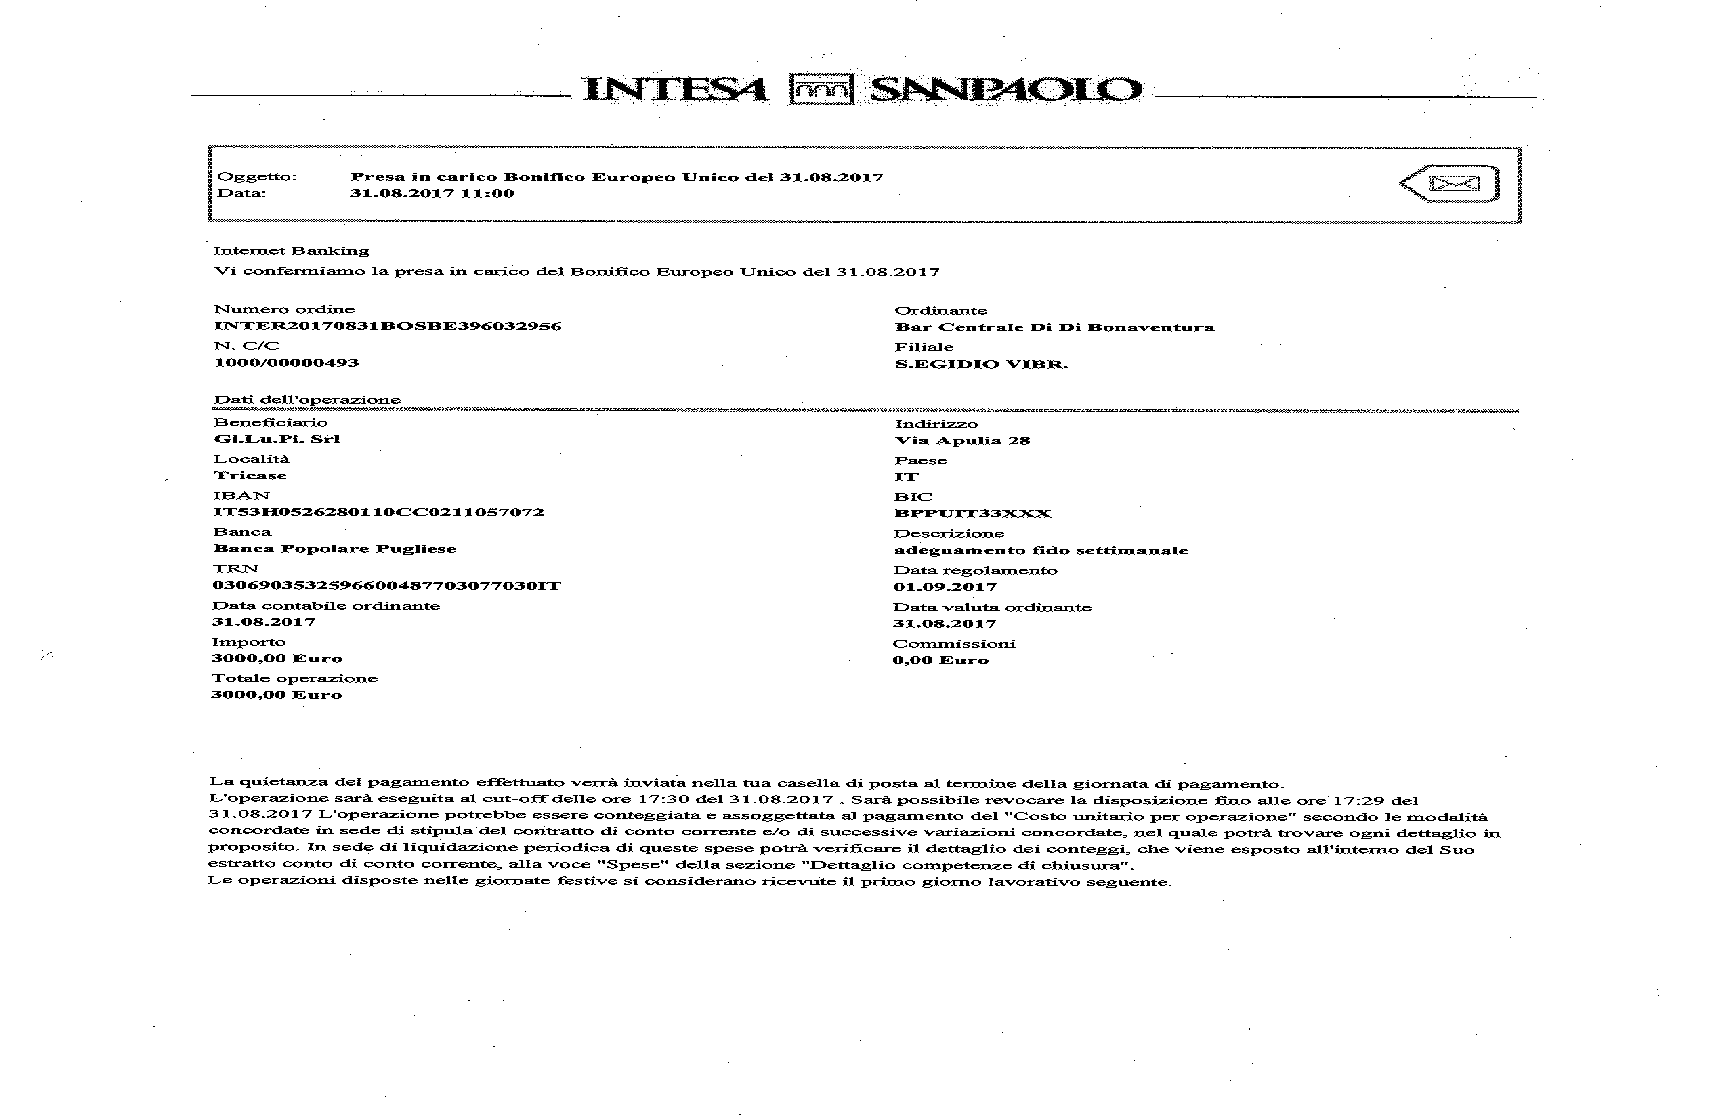 INTESA SANPAOLO
Oggetto: Presa in carico Bonifico Europeo Unico del 31.08.2017
Data: 31.08.2017 11:00
Internet Banking
Vi confermiamo la presa in carico del Bonifico Europeo Unico del 31.08.2017
Numero ordine
INTER20170831BOSBE396032956
Ordinante
Bar Centrale Di Di Bonaventura
N. C/C
1000/00000493
Filiale
S.EGIDIO VIBR.
Dati dell'operazione
Beneficiario
Gi.Lu.Pi. Srl
Indirizzo
Via Apulia 28
Località
Tricase
Paese
IT
IBAN
IT53H0526280110CC0211057072
BIC
BPPUIT33XXX
Banca
Banca Popolare Pugliese
Descrizione
adeguamento fido settimanale
TRN
0306903532596600487703077030IT
Data regolamento
01.09.2017
Data contabile ordinante
31.08.2017
Data valuta ordinante
31.08.2017
Importo
3000,00 Euro
Commissioni
0,00 Euro
Totale operazione
3000,00 Euro
La quietanza del pagamento effettuato verrà inviata nella tua casella di posta al termine della giornata di pagamento.
L'operazione sarà eseguita al cut-off delle ore 17:30 del 31.08.2017 . Sarà possibile revocare la disposizione fino alle ore 17:29 del
31.08.2017 L'operazione potrebbe essere conteggiata e assoggettata al pagamento del "Costo unitario per operazione" secondo le modalità
concordate in sede di stipula del contratto di conto corrente e/o di successive variazioni concordate, nel quale potrà trovare ogni dettaglio in
proposito. In sede di liquidazione periodica di queste spese potrà verificare il dettaglio dei conteggi, che viene esposto all'interno del Suo
estratto conto di conto corrente, alla voce "Spese" della sezione "Dettaglio competenze di chiusura".
Le operazioni disposte nelle giornate festive si considerano ricevute il primo giorno lavorativo seguente.